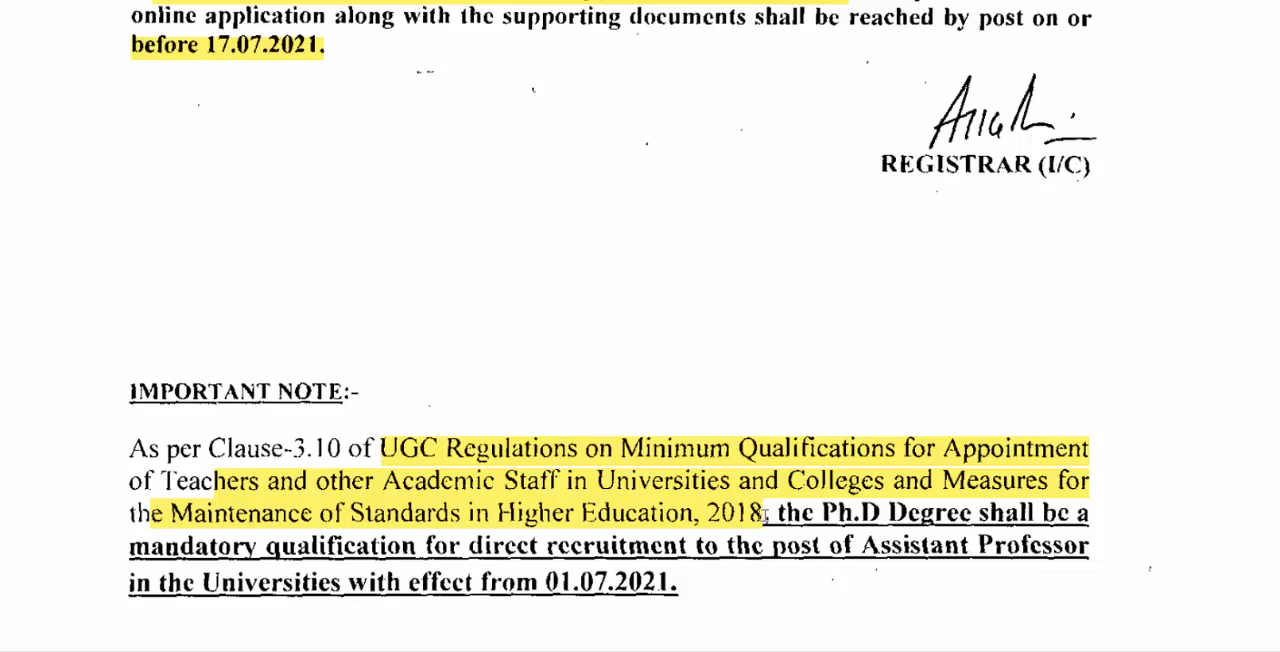 online application along with the supporting documents shall be reached by post on or
before 17.07.2021.
REGISTRAR (I/C)
IMPORTANT NOTE:-
As per Clause-3.10 of UGC Regulations on Minimum Qualifications for Appointment
of Teachers and other Academic Staff in Universities and Colleges and Measures for
the Maintenance of Standards in Higher Education, 2018; the Ph.D Degree shall be a
mandatory qualification for direct recruitment to the post of Assistant Professor
in the Universities with effect from 01.07.2021.